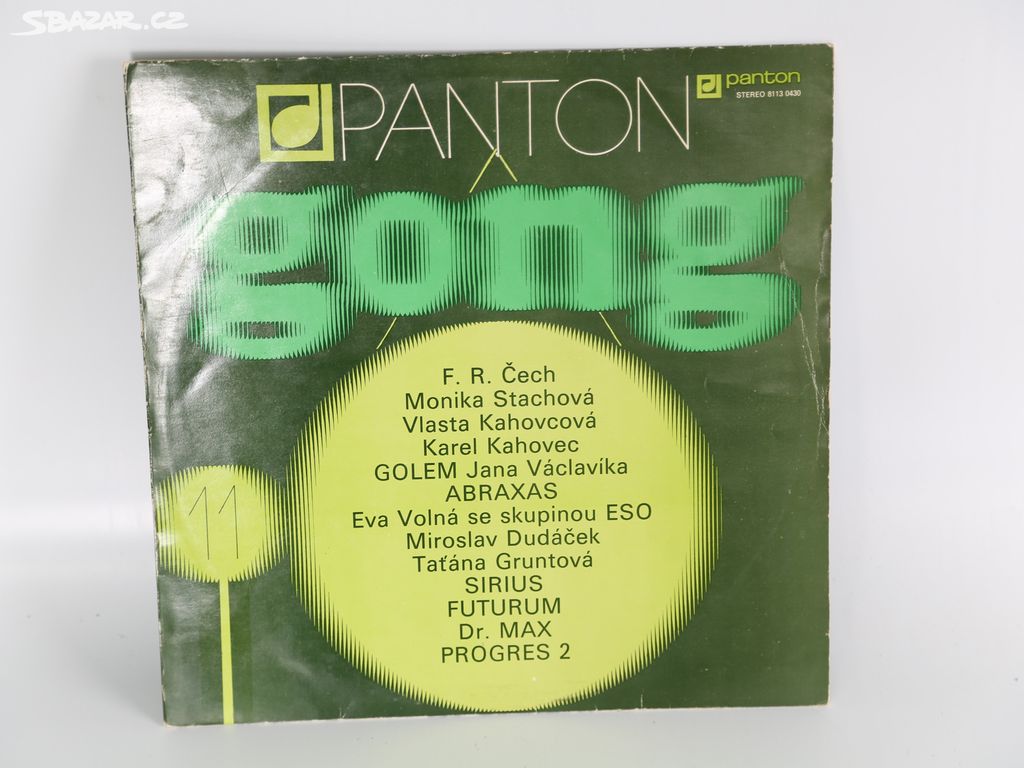 SBAZAR.CZ
PANTON
panton
STEREO 8113 0430
gong
F. R. Čech
Monika Stachová
Vlasta Kahovcová
Karel Kahovec
GOLEM Jana Václavíka
ABRAXAS
Eva Volná se skupinou ESO
Miroslav Dudáček
Taťána Gruntová
SIRIUS
FUTURUM
Dr. MAX
PROGRES 2
11